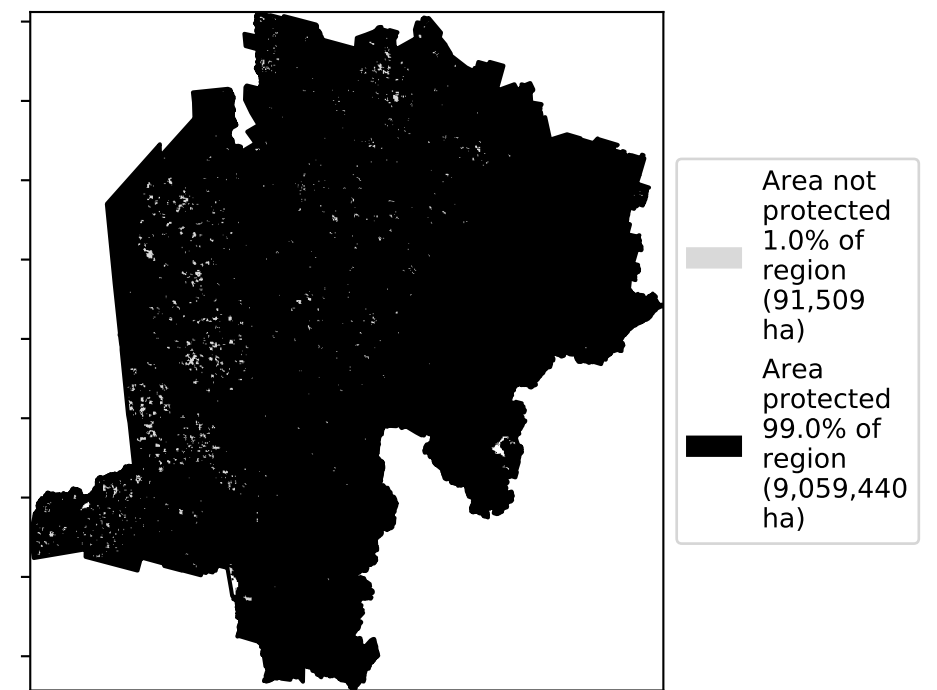 Area not
protected
1.0% of
region
(91,509
ha)
Area
protected
99.0% of
region
(9,059,440
ha)